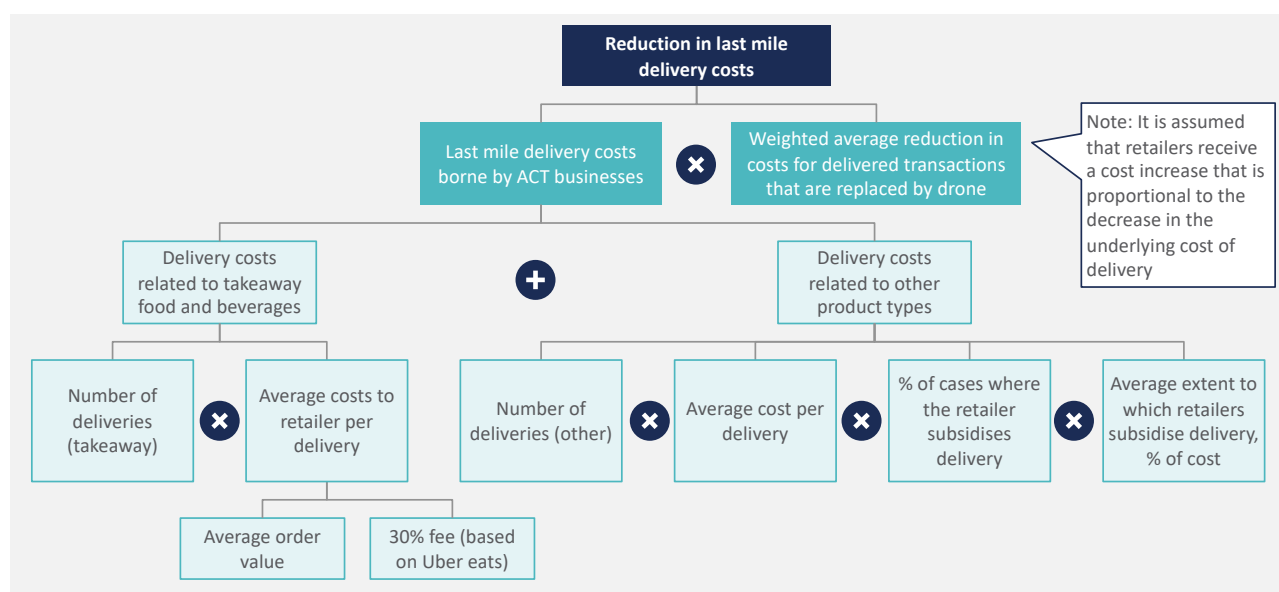 Reduction in last mile
delivery costs
Last mile delivery costs
borne by ACT businesses
Weighted average reduction in
costs for delivered transactions
that are replaced by drone
Note: It is assumed
that retailers receive
a cost increase that is
proportional to the
decrease in the
underlying cost of
delivery
Delivery costs
related to takeaway
food and beverages
Delivery costs
related to other
product types
Number of
deliveries
(takeaway)
Average costs to
retailer per
delivery
Number of
deliveries (other)
Average cost per
delivery
% of cases where
the retailer
subsidises
delivery
Average extent to
which retailers
subsidise delivery,
% of cost
Average order
value
30% fee (based
on Uber eats)